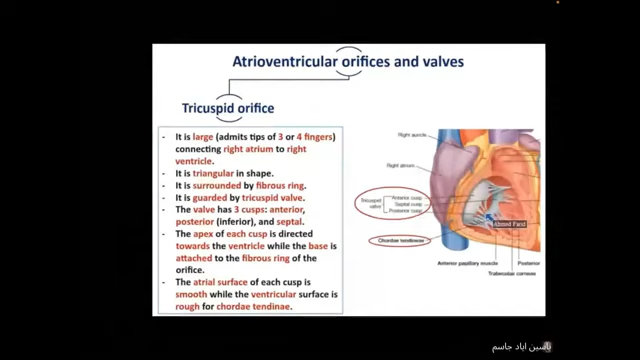 Atrioventricular orifices and valves
Tricuspid orifice
- It is large (admits tips of 3 or 4 fingers)
connecting right atrium to right
ventricle.
- It is triangular in shape.
- It is surrounded by fibrous ring.
- It is guarded by tricuspid valve.
- The valve has 3 cusps: anterior,
posterior (inferior), and septal.
- The apex of each cusp is directed
towards the ventricle while the base is
attached to the fibrous ring of the
orifice.
- The atrial surface of each cusp is
smooth while the ventricular surface is
rough for chordae tendinae.
Right auricle
Right atrium
Tricuspid valve
Anterior cusp
Septal cusp
Posterior cusp
Chordae tendineae
Anterior papillary muscle
Posterior
Trabeculae carneae
ياسين اياد جاسم